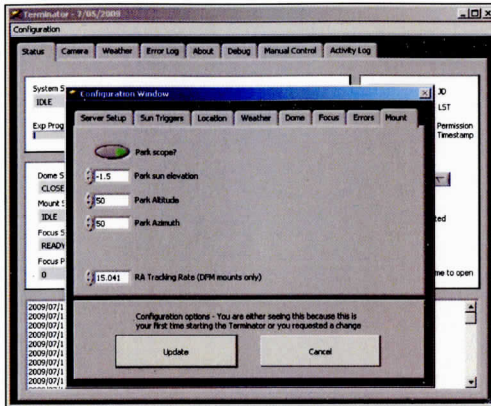 Terminator - 7/05/2009
Configuration
Status Camera Weather Error Log About Debug Manual Control Activity Log
System S
IDLE
Exp Prog
JD
LST
Permission
Timestamp
Configuration Window
Server Setup Sun Triggers Location Weather Dome Focus Errors Mount
Park scope?
-1.5 Park sun elevation
50 Park Altitude
50 Park Azimuth
15.041 RA Tracking Rate (DFM mounts only)
Configuration options - You are either seeing this because this is
your first time starting the Terminator or you requested a change
Update Cancel
Dome S
CLOSE
Mount S
IDLE
Focus S
READY
Focus P
0
ted
me to open
2009/07/1
2009/07/1
2009/07/1
2009/07/1
2009/07/1
2009/07/1
2009/07/1
2009/07/1